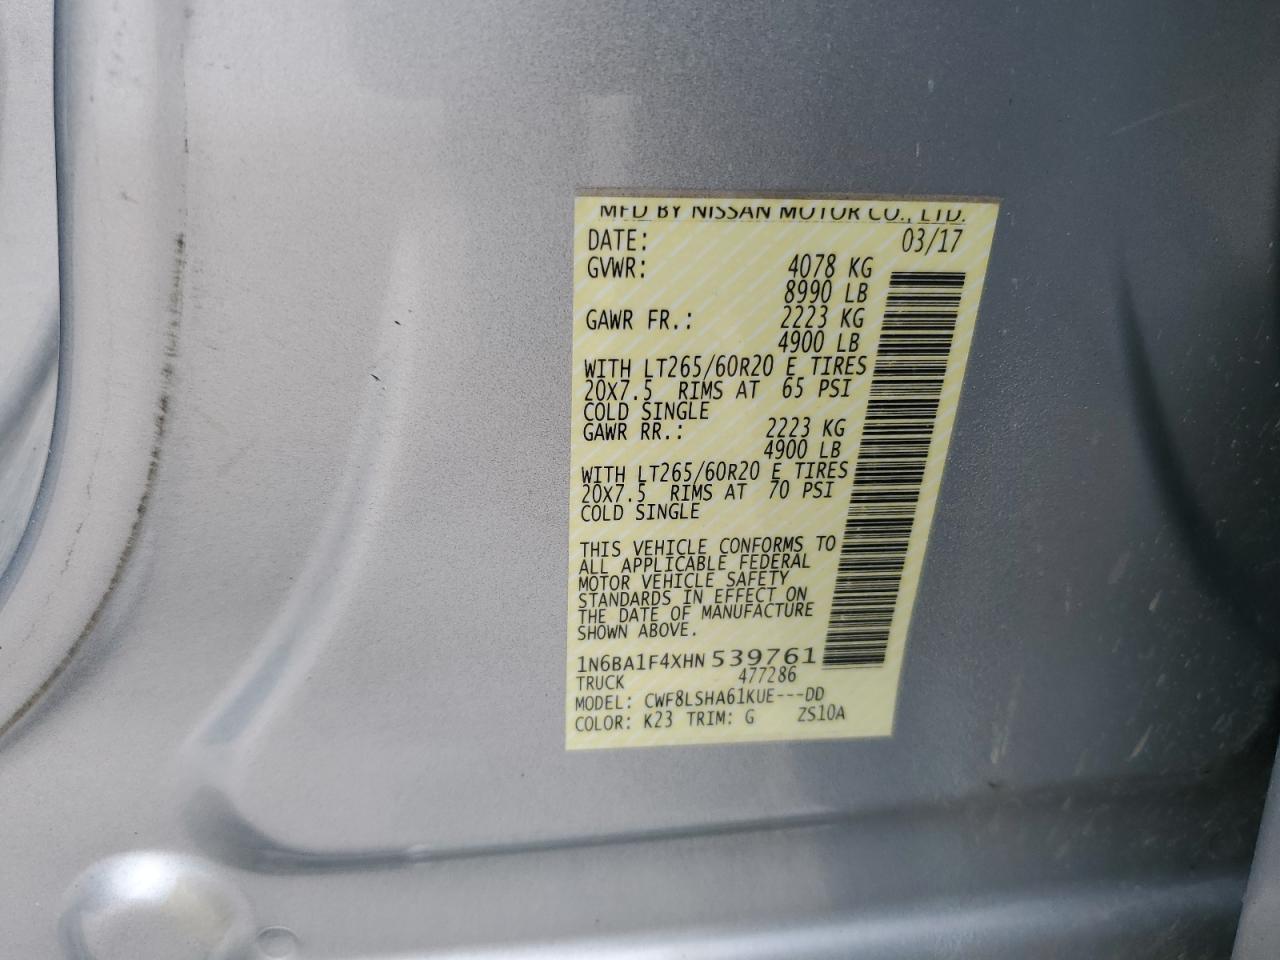 MFD BY NISSAN MOTOR CO., LTD.
DATE: 03/17
GVWR: 4078 KG
8990 LB
GAWR FR.: 2223 KG
4900 LB
WITH LT265/60R20 E TIRES
20X7.5 RIMS AT 65 PSI
COLD SINGLE
GAWR RR.: 2223 KG
4900 LB
WITH LT265/60R20 E TIRES
20X7.5 RIMS AT 70 PSI
COLD SINGLE
THIS VEHICLE CONFORMS TO
ALL APPLICABLE FEDERAL
MOTOR VEHICLE SAFETY
STANDARDS IN EFFECT ON
THE DATE OF MANUFACTURE
SHOWN ABOVE.
1N6BA1F4XHN539761
TRUCK 477286
MODEL: CWF8LSHA61KUE---DD
COLOR: K23 TRIM: G ZS10A